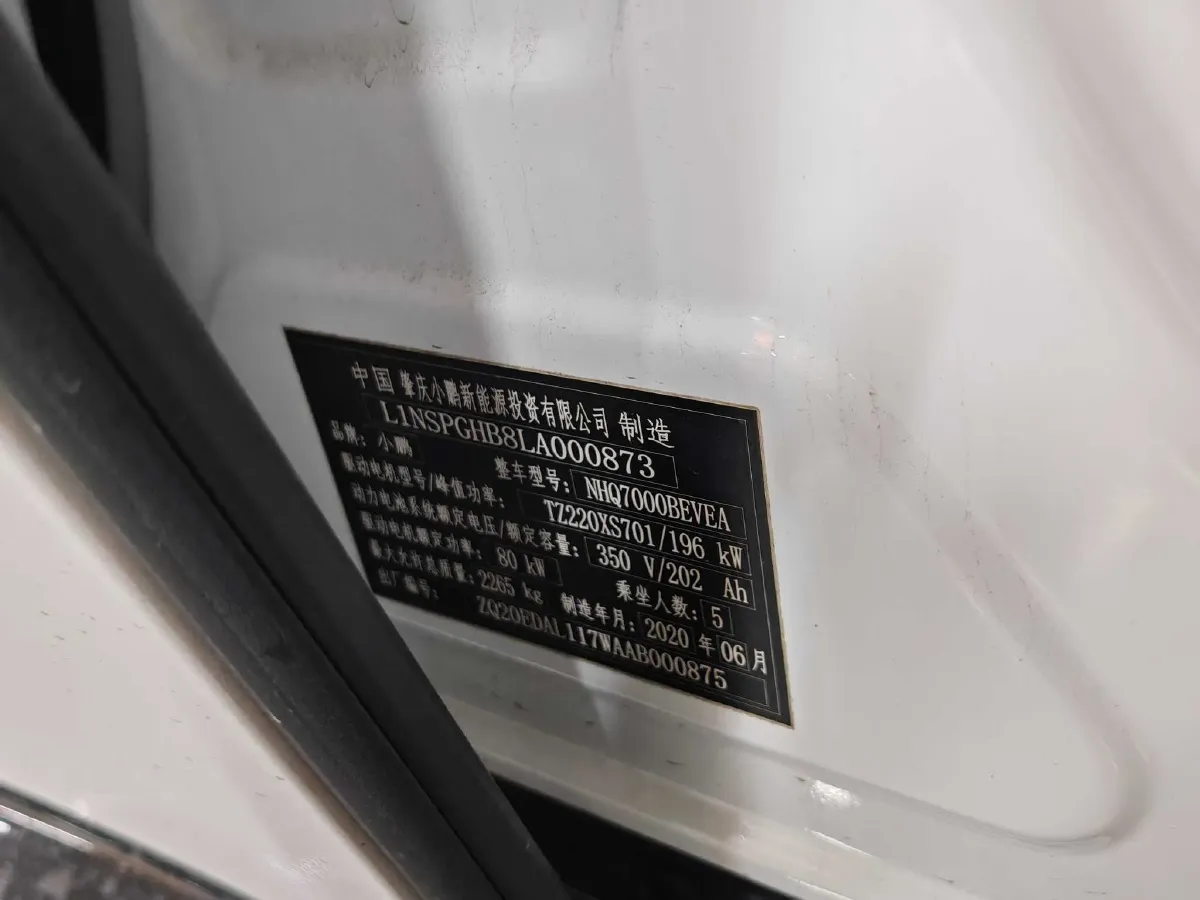 中国 肇庆小鹏新能源投资有限公司 制造
L1NSPGHB8LA000873
品牌：小鹏 整车型号：NHQ7000BEVEA
驱动电机型号/峰值功率：TZ220XS701/196 kW
动力电池系统额定电压/额定容量：350 V/202 Ah
驱动电机额定功率：80 kW 乘坐人数：5
最大允许总质量：2265 kg 制造年月：2020 年 06 月
出厂编号：ZQ20EDAL117WAAB000875